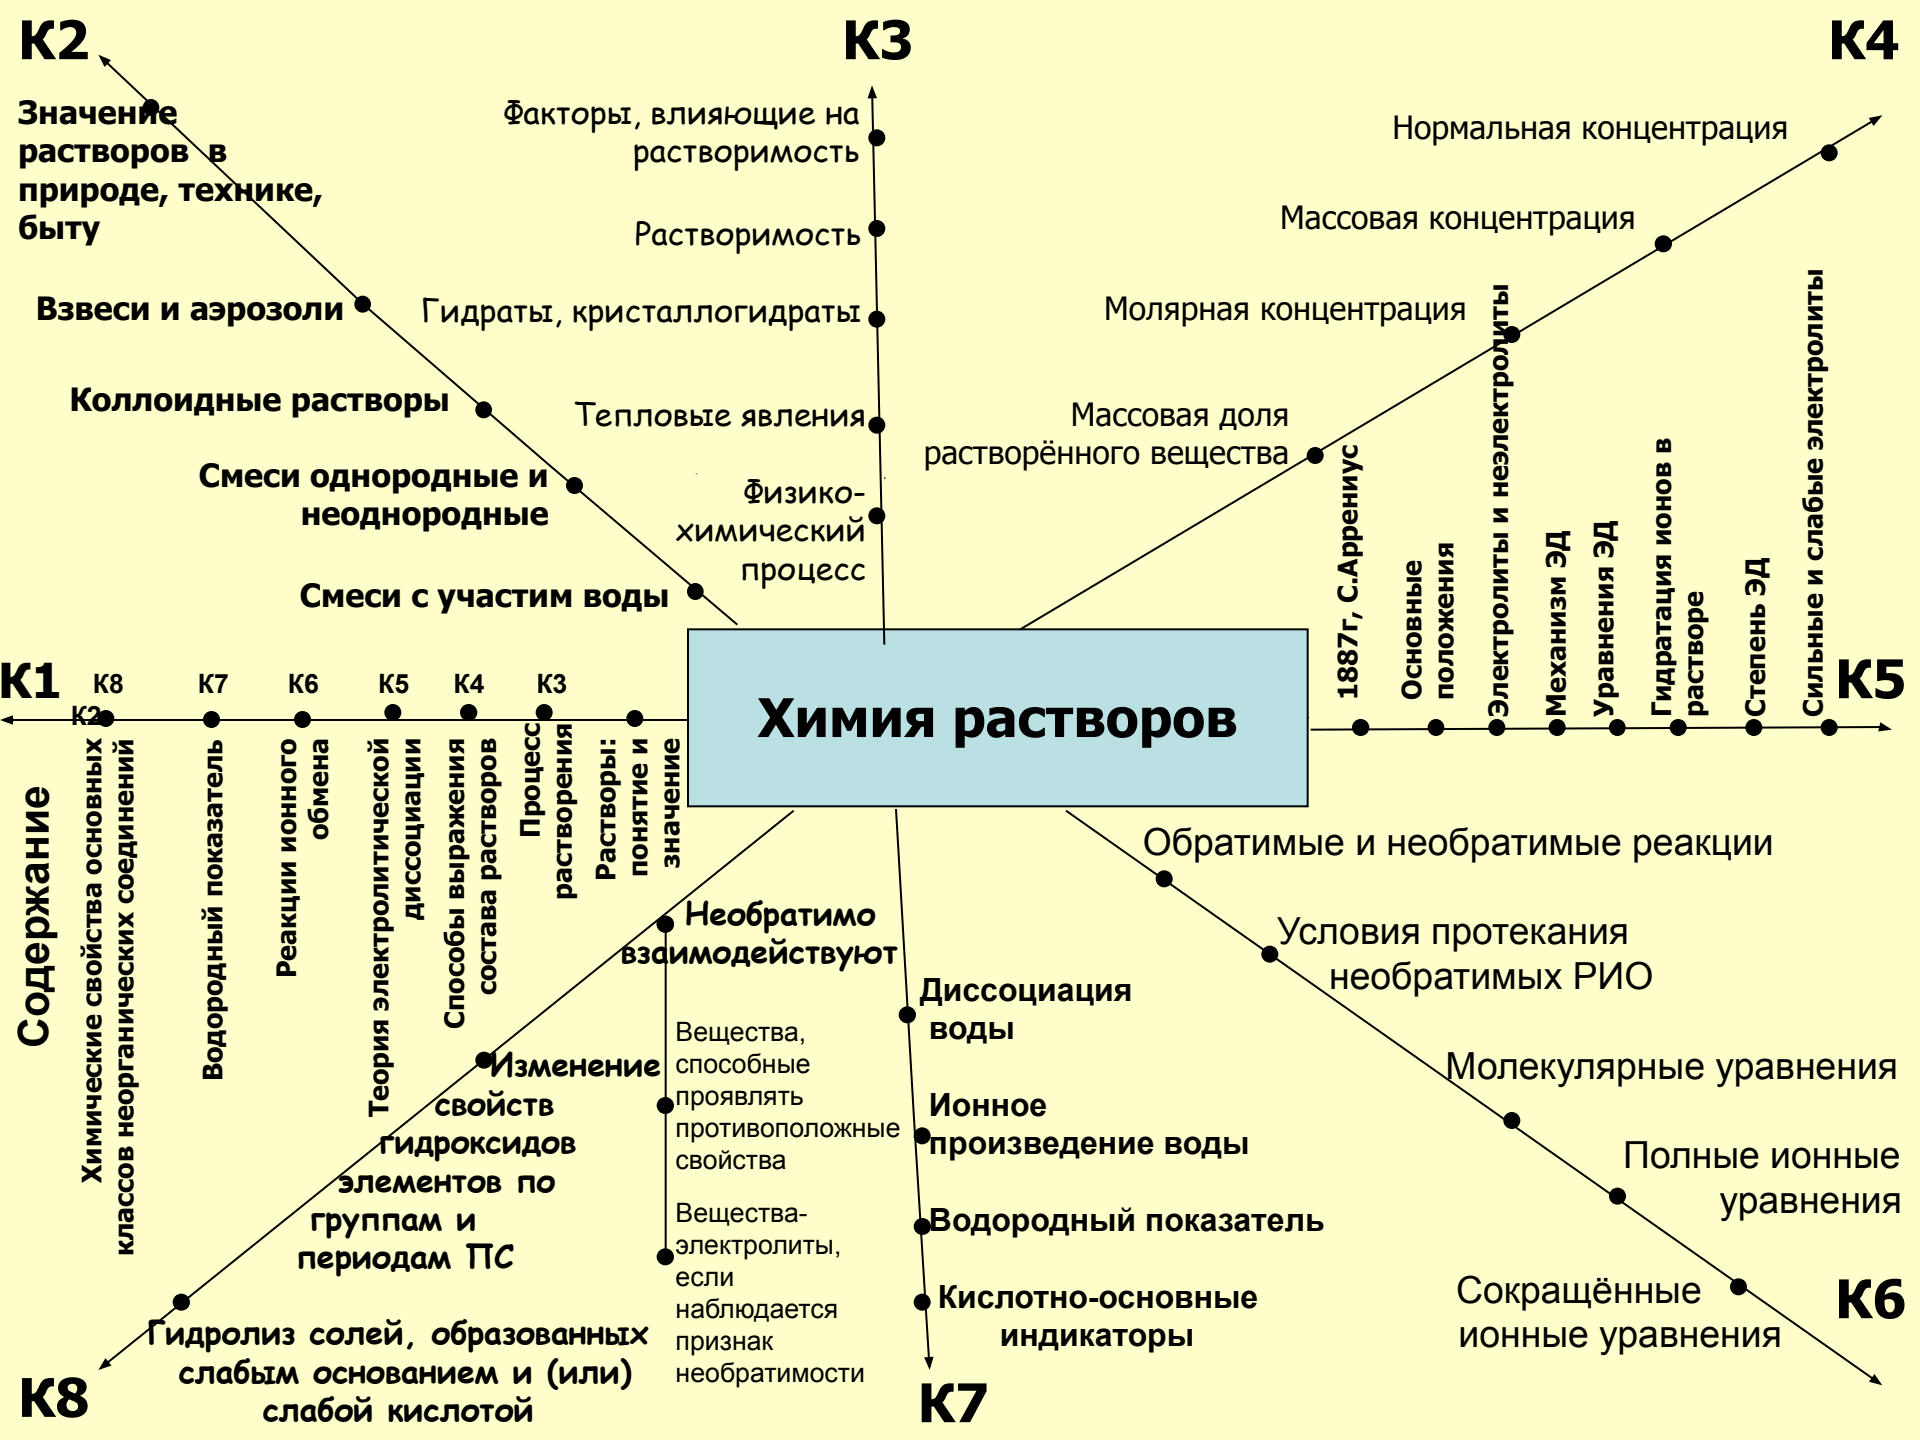 К2
К3
К4
Значение
растворов в
природе, технике,
быту
Взвеси и аэрозоли
Коллоидные растворы
Смеси однородные и
неоднородные
Смеси с участим воды
Факторы, влияющие на
растворимость
Растворимость
Гидраты, кристаллогидраты
Тепловые явления
Физико-
химический
процесс
Нормальная концентрация
Массовая концентрация
Молярная концентрация
Массовая доля
растворённого вещества
1887г, С.Аррениус
Основные
положения
Электролиты и неэлектролиты
Механизм ЭД
Уравнения ЭД
Гидратация ионов в
растворе
Степень ЭД
Сильные и слабые электролиты
К5
Химия растворов
К1
К8
К7
К6
К5
К4
К3
К2
Содержание
Химические свойства основных
классов неорганических соединений
Водородный показатель
Реакции ионного
обмена
Теория электролитической
диссоциации
Способы выражения
состава растворов
Процесс
растворения
Растворы:
понятие и
значение
Необратимо
взаимодействуют
Вещества,
способные
проявлять
противоположные
свойства
Вещества-
электролиты,
если
наблюдается
признак
необратимости
Изменение
свойств
гидроксидов
элементов по
группам и
периодам ПС
Гидролиз солей, образованных
слабым основанием и (или)
слабой кислотой
К8
Диссоциация
воды
Ионное
произведение воды
Водородный показатель
Кислотно-основные
индикаторы
К7
Обратимые и необратимые реакции
Условия протекания
необратимых РИО
Молекулярные уравнения
Полные ионные
уравнения
Сокращённые
ионные уравнения
К6